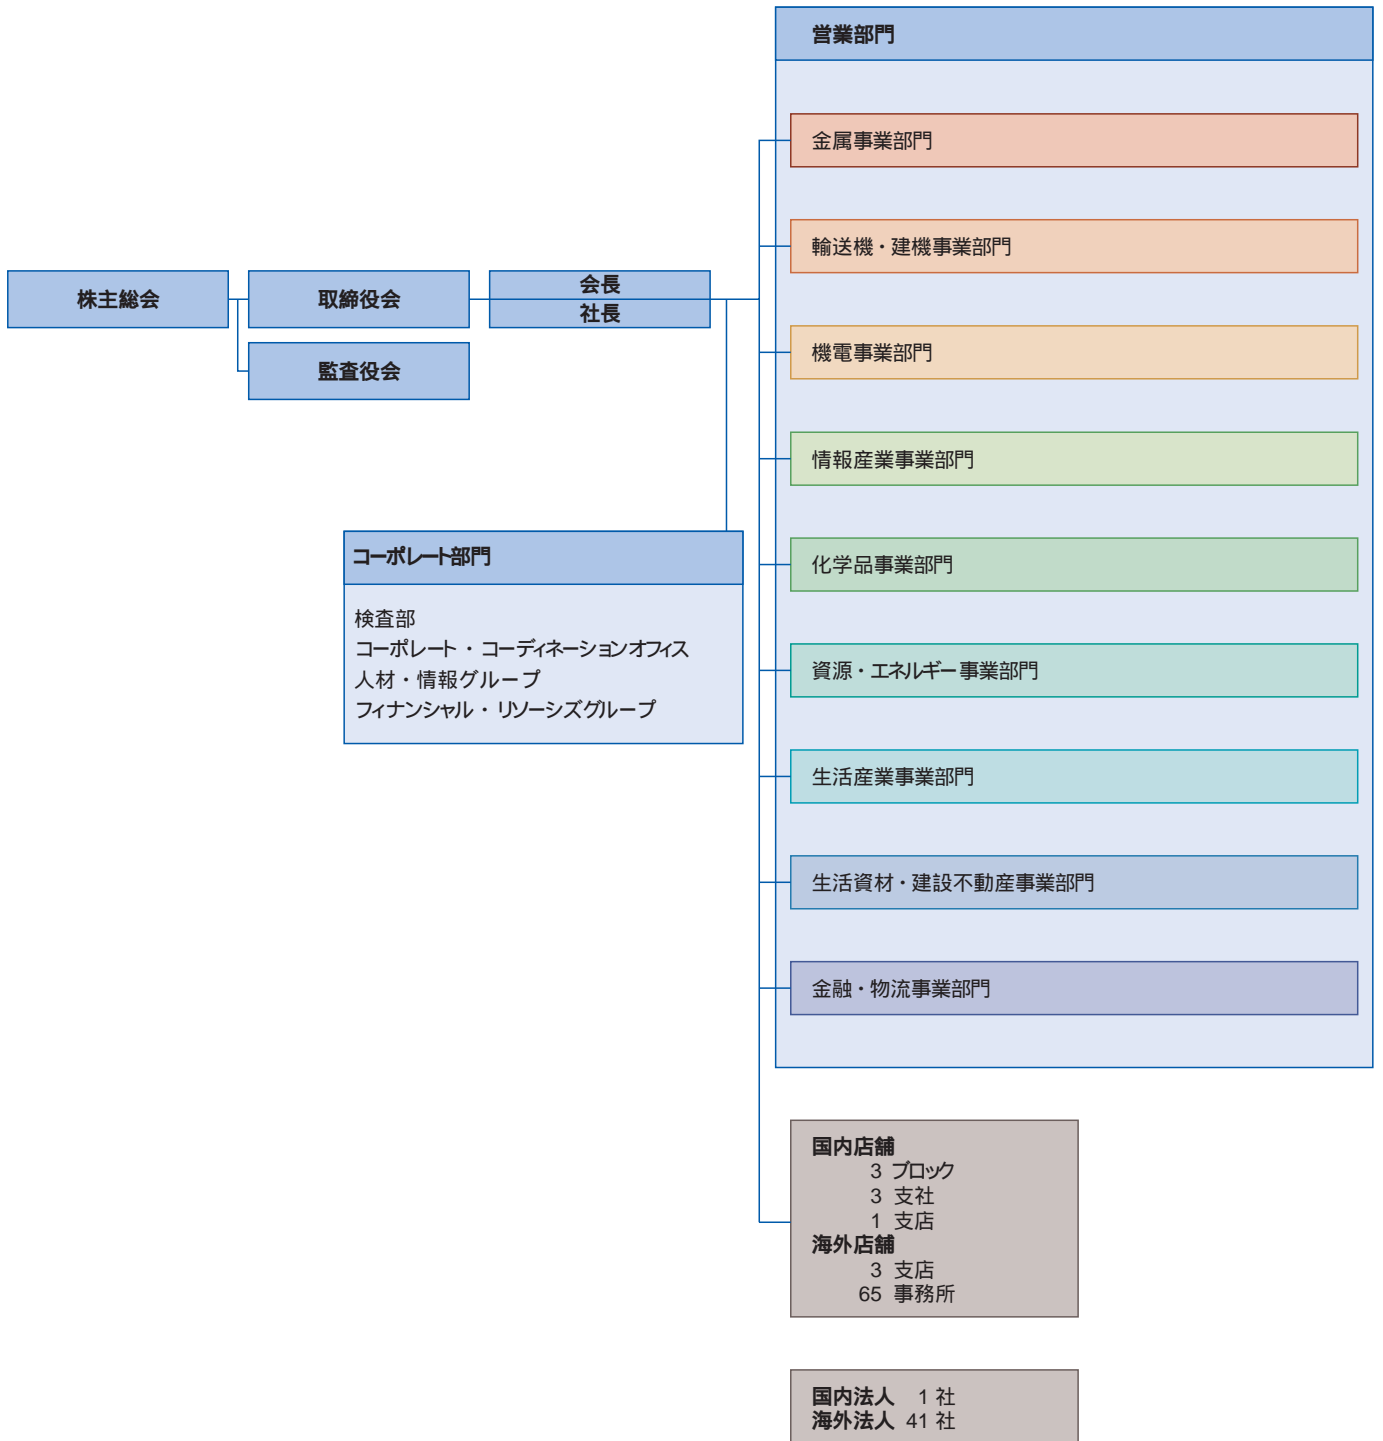 株主総会
取締役会
監査役会
会長
社長
コーポレート部門
検査部
コーポレート・コーディネーションオフィス
人材・情報グループ
フィナンシャル・リソーシズグループ
営業部門
金属事業部門
輸送機・建機事業部門
機電事業部門
情報産業事業部門
化学品事業部門
資源・エネルギー事業部門
生活産業事業部門
生活資材・建設不動産事業部門
金融・物流事業部門
国内店舗
3 ブロック
3 支社
1 支店
海外店舗
3 支店
65 事務所
国内法人 1 社
海外法人 41 社